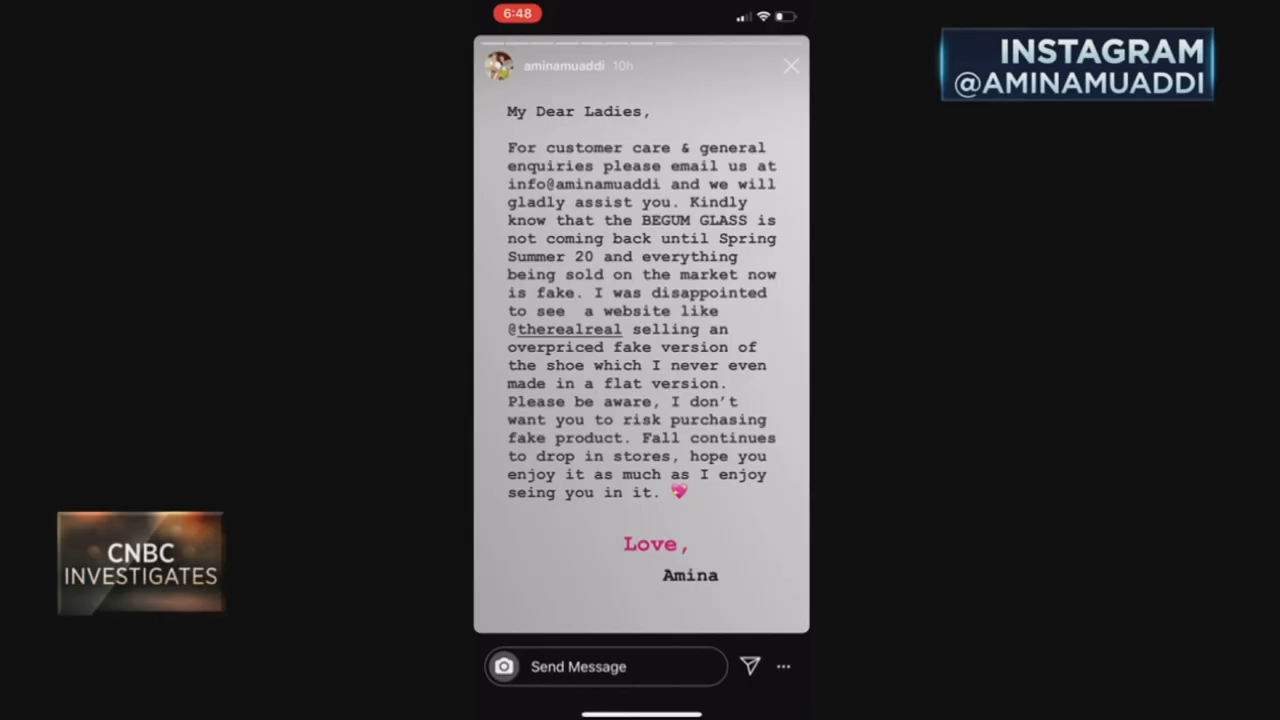 6:48
INSTAGRAM
@AMINAMUADDI
aminamuaddi 10h
My Dear Ladies,
For customer care & general
enquiries please email us at
info@aminamuaddi and we will
gladly assist you. Kindly
know that the BEGUM GLASS is
not coming back until Spring
Summer 20 and everything
being sold on the market now
is fake. I was disappointed
to see a website like
@therealreal selling an
overpriced fake version of
the shoe which I never even
made in a flat version.
Please be aware, I don't
want you to risk purchasing
fake product. Fall continues
to drop in stores, hope you
enjoy it as much as I enjoy
seing you in it. 💖
Love,
Amina
CNBC
INVESTIGATES
Send Message